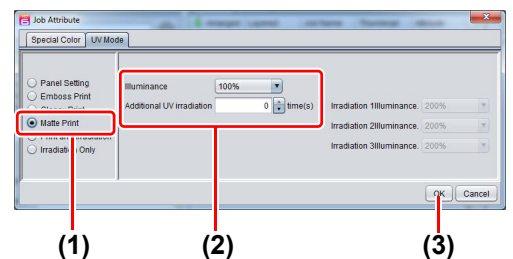 Job Attribute
Special Color UV Mode
Panel Setting
Emboss Print
Matte Print
Irradiation Only
Illuminance 100%
Additional UV irradiation 0 time(s)
Irradiation 1Illuminance. 200%
Irradiation 2Illuminance. 200%
Irradiation 3Illuminance. 200%
OK Cancel
(1) (2) (3)